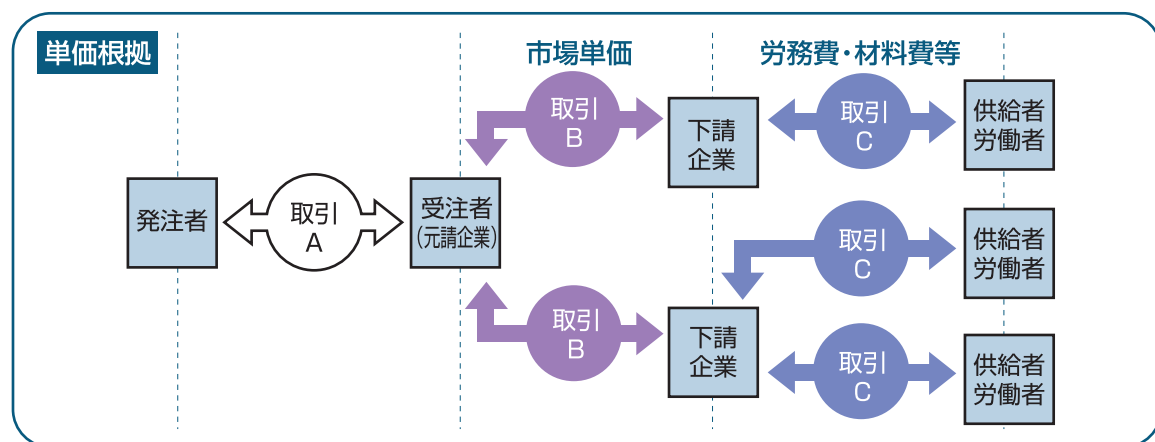 単価根拠
市場単価
労務費・材料費等
取引
B
下請
企業
取引
C
供給者
労働者
発注者
取引
A
受注者
(元請企業)
取引
C
供給者
労働者
取引
B
下請
企業
取引
C
供給者
労働者